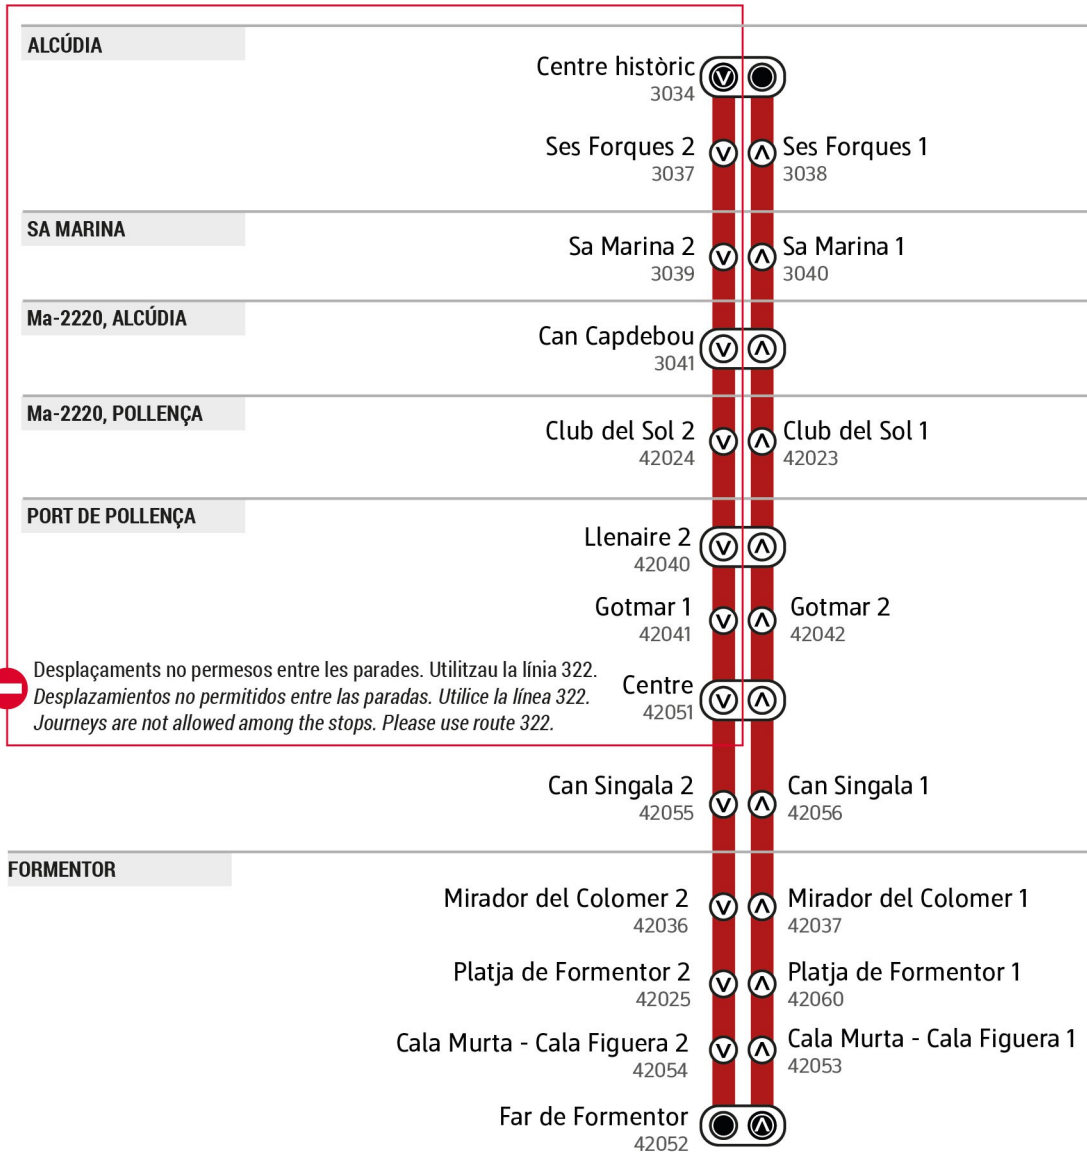 ALCÚDIA
Centre històric
3034
Ses Forques 2
3037
Ses Forques 1
3038
SA MARINA
Sa Marina 2
3039
Sa Marina 1
3040
Ma-2220, ALCÚDIA
Can Capdebou
3041
Ma-2220, POLLENÇA
Club del Sol 2
42024
Club del Sol 1
42023
PORT DE POLLENÇA
Llenaire 2
42040
Gotmar 1
42041
Gotmar 2
42042
Desplaçaments no permesos entre les parades. Utilitzau la línia 322.
Desplazamientos no permitidos entre las paradas. Utilice la línea 322.
Journeys are not allowed among the stops. Please use route 322.
Centre
42051
Can Singala 2
42055
Can Singala 1
42056
FORMENTOR
Mirador del Colomer 2
42036
Mirador del Colomer 1
42037
Platja de Formentor 2
42025
Platja de Formentor 1
42060
Cala Murta - Cala Figuera 2
42054
Cala Murta - Cala Figuera 1
42053
Far de Formentor
42052